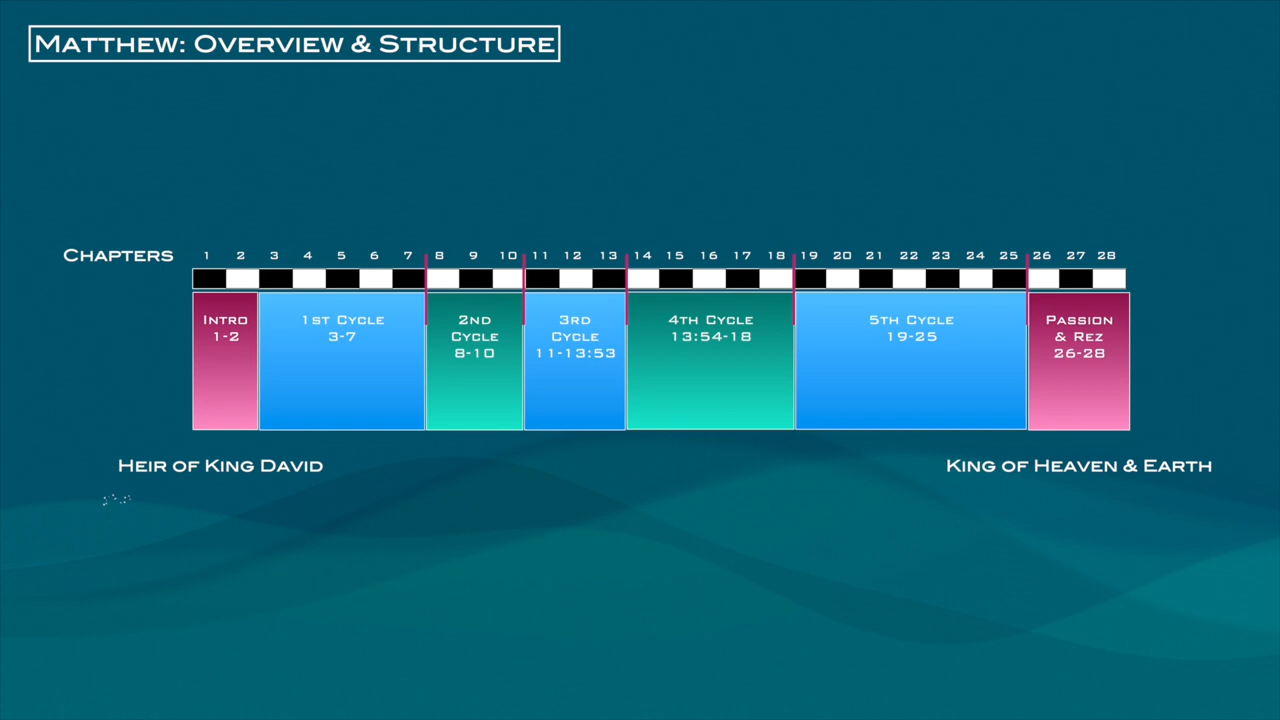 Matthew: Overview & Structure
Chapters 1 2 3 4 5 6 7 8 9 10 11 12 13 14 15 16 17 18 19 20 21 22 23 24 25 26 27 28
Intro
1-2
1st Cycle
3-7
2nd
Cycle
8-10
3rd
Cycle
11-13:53
4th Cycle
13:54-18
5th Cycle
19-25
Passion
& Rez
26-28
Heir of King David
King of Heaven & Earth